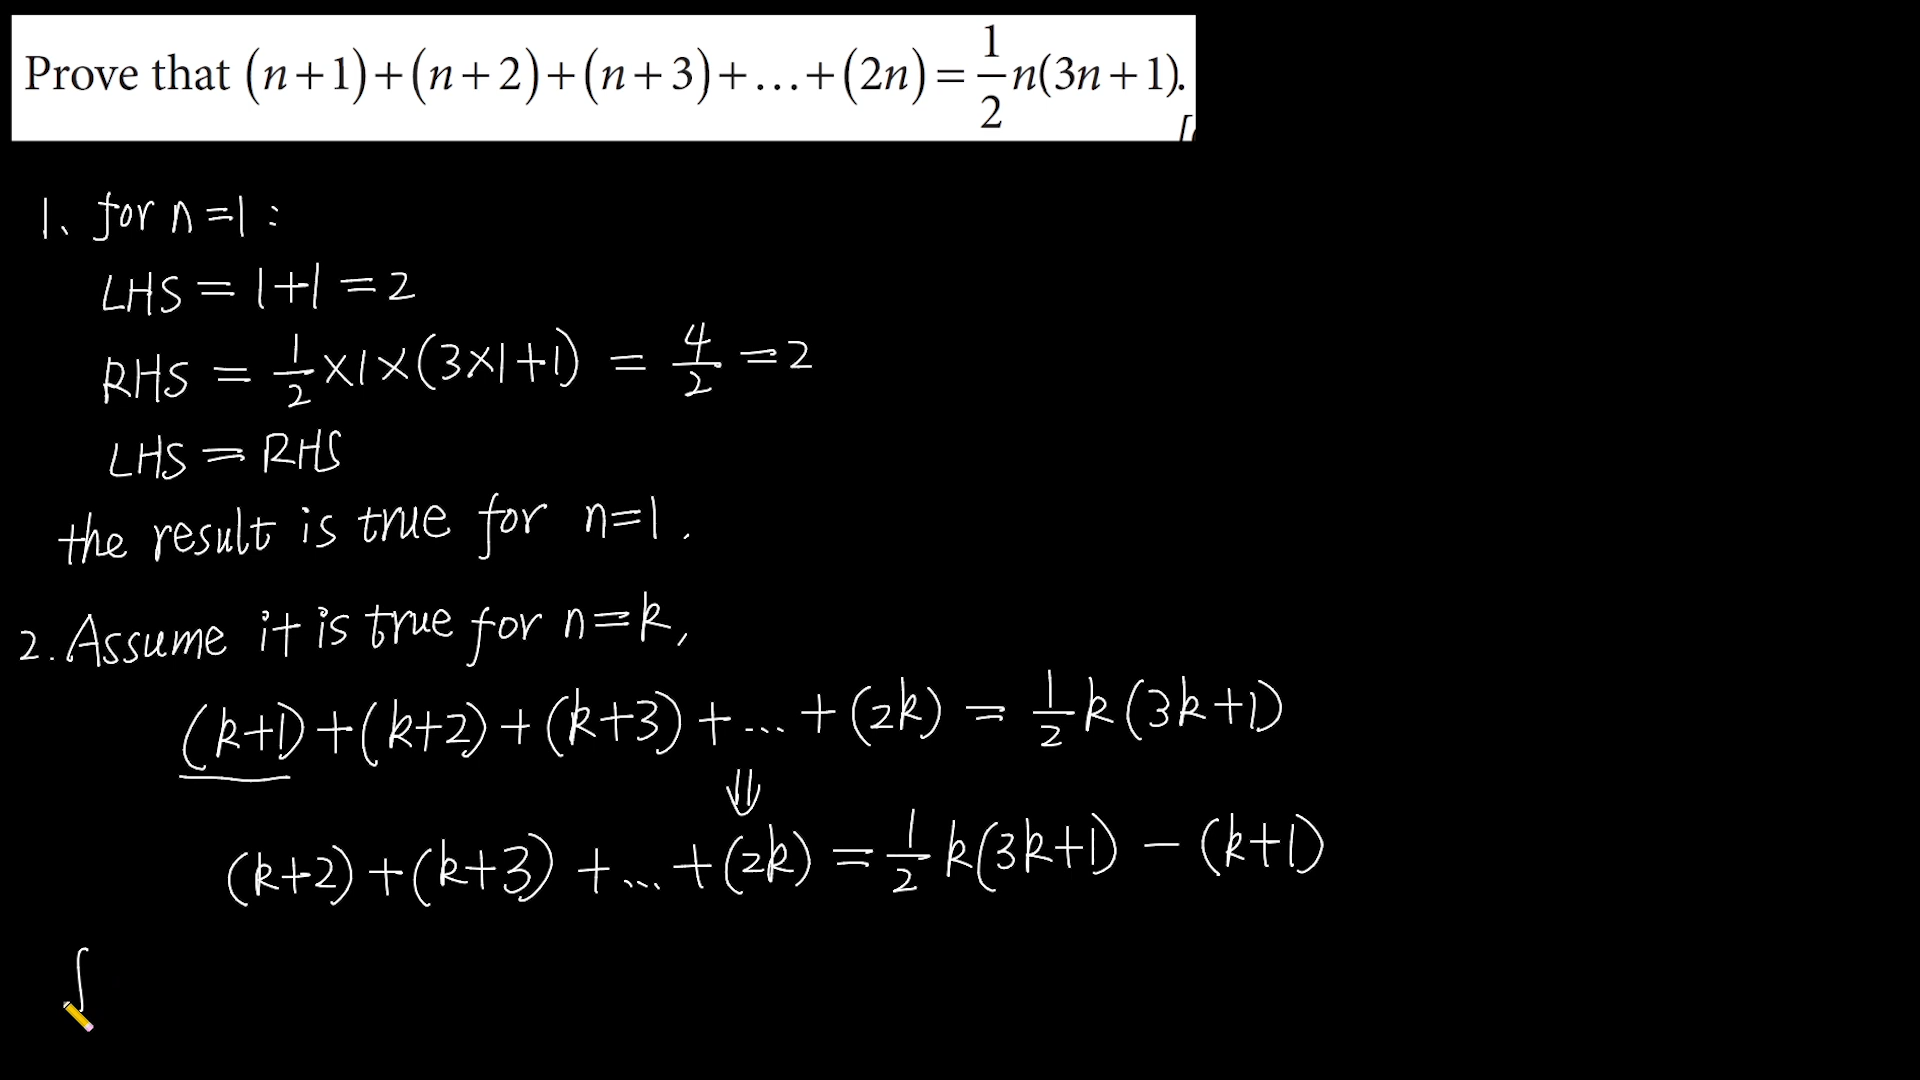 Prove that (n+1)+(n+2)+(n+3)+...+(2n)=1/2 n(3n+1).
1. for n=1:
LHS = 1+1 = 2
RHS = 1/2 ×1×(3×1+1) = 4/2 = 2
LHS = RHS
the result is true for n=1.
2. Assume it is true for n=k,
(k+1)+(k+2)+(k+3)+...+(2k) = 1/2 k(3k+1)
⇓
(k+2)+(k+3)+...+(2k) = 1/2 k(3k+1) - (k+1)